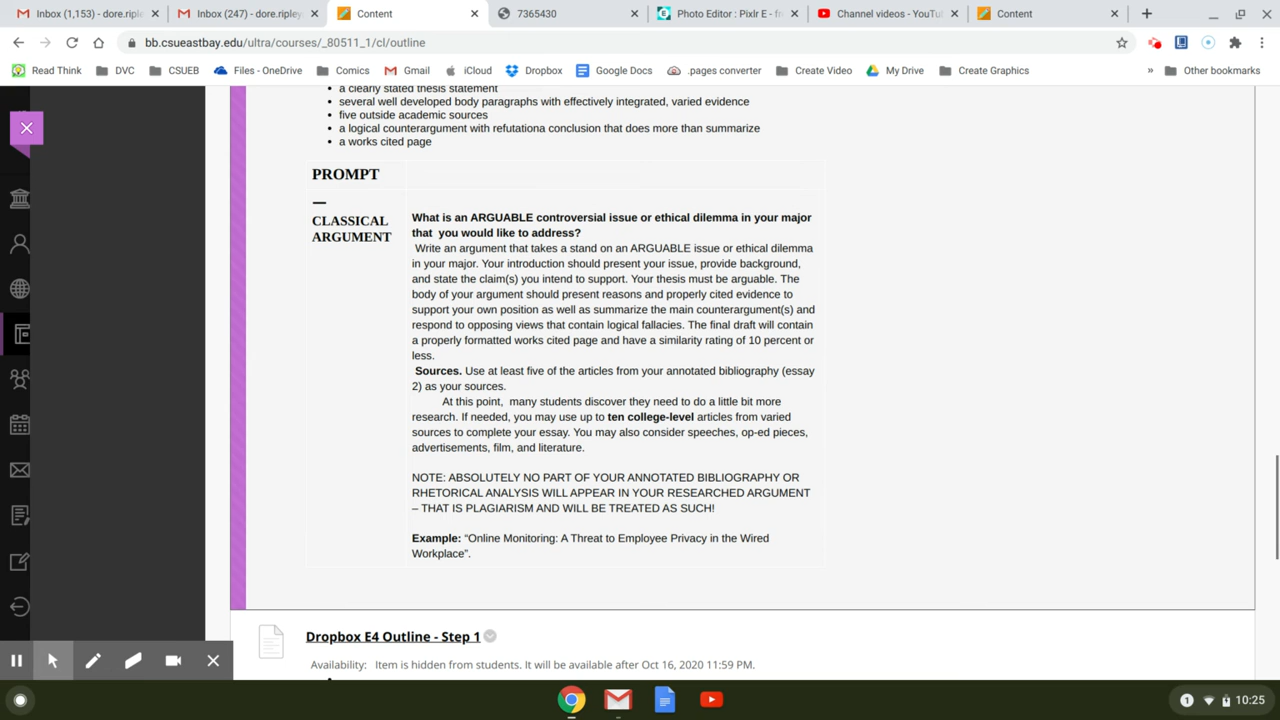 Inbox (1,153) - dore.riple
Inbox (247) - dore.ripley
Content
7365430
Photo Editor : Pixlr E - fr
Channel videos - YouTu
Content
bb.csueastbay.edu/ultra/courses/_80511_1/cl/outline
Read Think
DVC
CSUEB
Files - OneDrive
Comics
Gmail
iCloud
Dropbox
Google Docs
.pages converter
Create Video
My Drive
Create Graphics
»
Other bookmarks
• a clearly stated thesis statement
• several well developed body paragraphs with effectively integrated, varied evidence
• five outside academic sources
• a logical counterargument with refutationa conclusion that does more than summarize
• a works cited page
PROMPT
—
CLASSICAL
ARGUMENT
What is an ARGUABLE controversial issue or ethical dilemma in your major
that you would like to address?
Write an argument that takes a stand on an ARGUABLE issue or ethical dilemma
in your major. Your introduction should present your issue, provide background,
and state the claim(s) you intend to support. Your thesis must be arguable. The
body of your argument should present reasons and properly cited evidence to
support your own position as well as summarize the main counterargument(s) and
respond to opposing views that contain logical fallacies. The final draft will contain
a properly formatted works cited page and have a similarity rating of 10 percent or
less.
Sources. Use at least five of the articles from your annotated bibliography (essay
2) as your sources.
At this point, many students discover they need to do a little bit more
research. If needed, you may use up to ten college-level articles from varied
sources to complete your essay. You may also consider speeches, op-ed pieces,
advertisements, film, and literature.
NOTE: ABSOLUTELY NO PART OF YOUR ANNOTATED BIBLIOGRAPHY OR
RHETORICAL ANALYSIS WILL APPEAR IN YOUR RESEARCHED ARGUMENT
– THAT IS PLAGIARISM AND WILL BE TREATED AS SUCH!
Example: “Online Monitoring: A Threat to Employee Privacy in the Wired
Workplace”.
Dropbox E4 Outline - Step 1
Availability: Item is hidden from students. It will be available after Oct 16, 2020 11:59 PM.
1
10:25